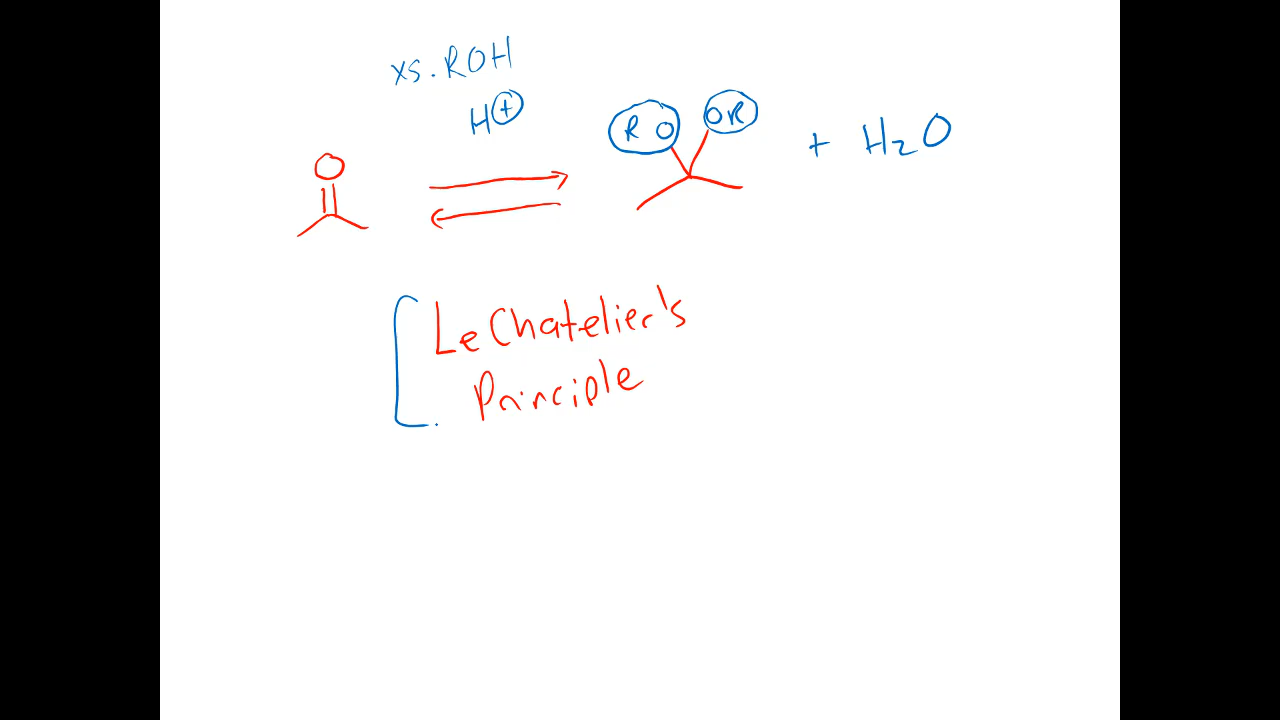 xs. ROH
H+
O
RO OR + H2O
LeChatelier's
Principle